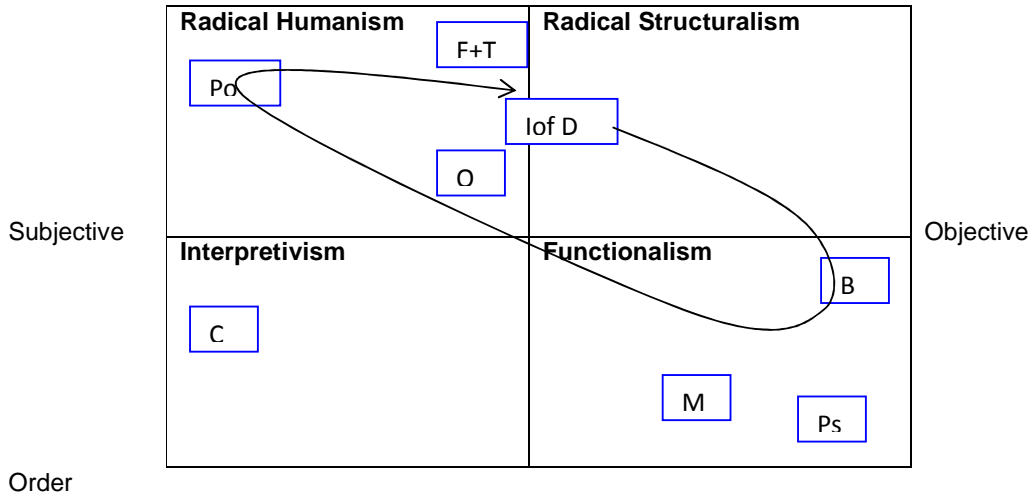 Radical Humanism
Radical Structuralism
F+T
Po
Iof D
O
Subjective
Objective
Interpretivism
Functionalism
B
C
M
Ps
Order